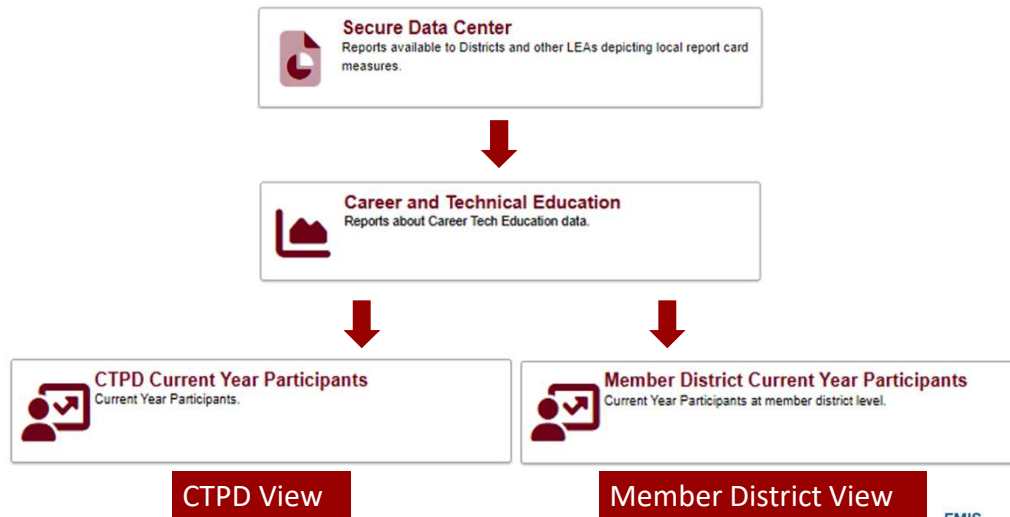 Secure Data Center
Reports available to Districts and other LEAs depicting local report card
measures.
Career and Technical Education
Reports about Career Tech Education data.
CTPD Current Year Participants
Current Year Participants.
Member District Current Year Participants
Current Year Participants at member district level.
CTPD View
Member District View